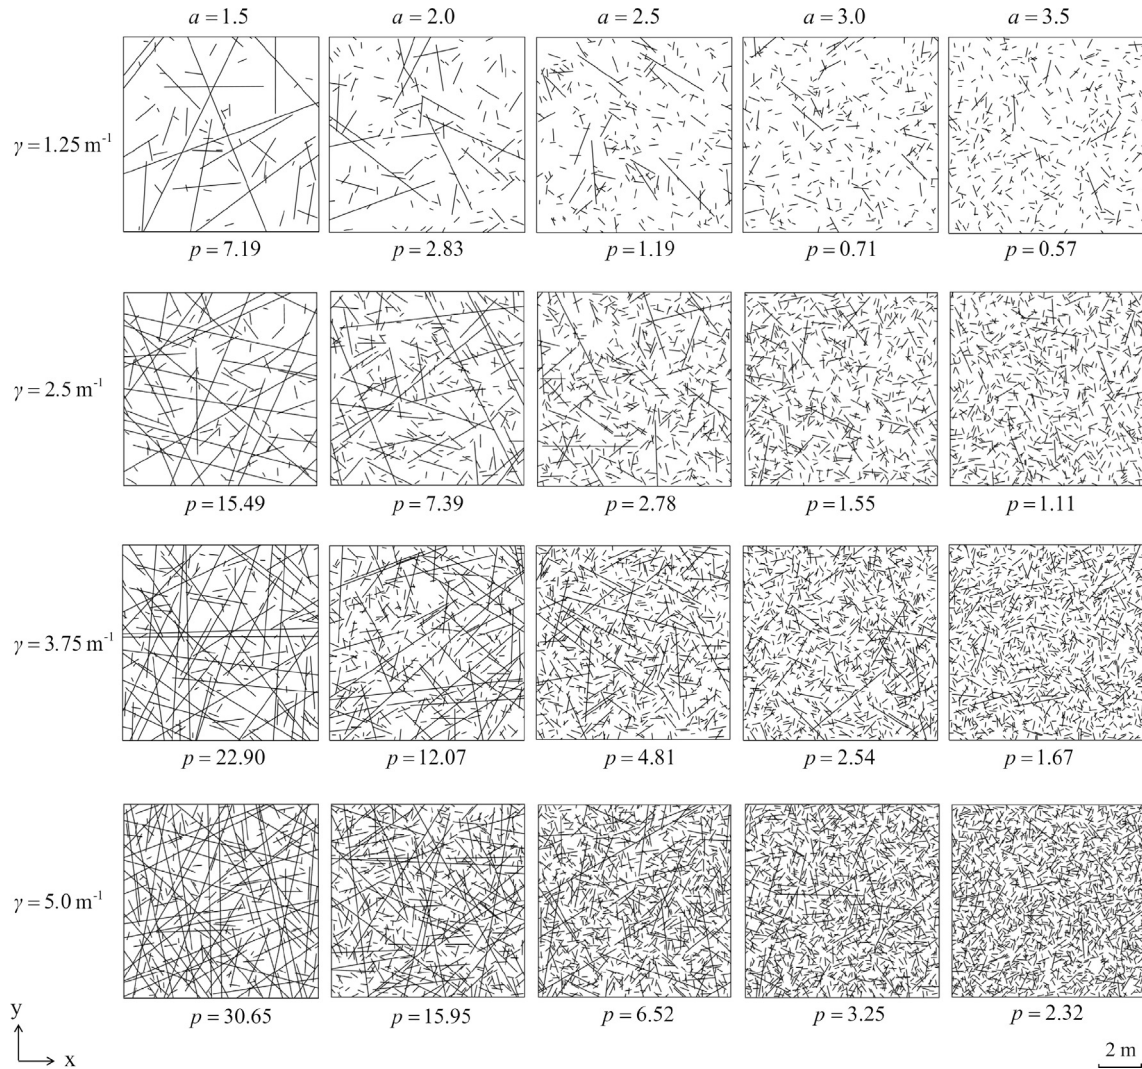 a = 1.5 a = 2.0 a = 2.5 a = 3.0 a = 3.5
γ = 1.25 m⁻¹
p = 7.19 p = 2.83 p = 1.19 p = 0.71 p = 0.57
γ = 2.5 m⁻¹
p = 15.49 p = 7.39 p = 2.78 p = 1.55 p = 1.11
γ = 3.75 m⁻¹
p = 22.90 p = 12.07 p = 4.81 p = 2.54 p = 1.67
γ = 5.0 m⁻¹
p = 30.65 p = 15.95 p = 6.52 p = 3.25 p = 2.32
y
x
2 m